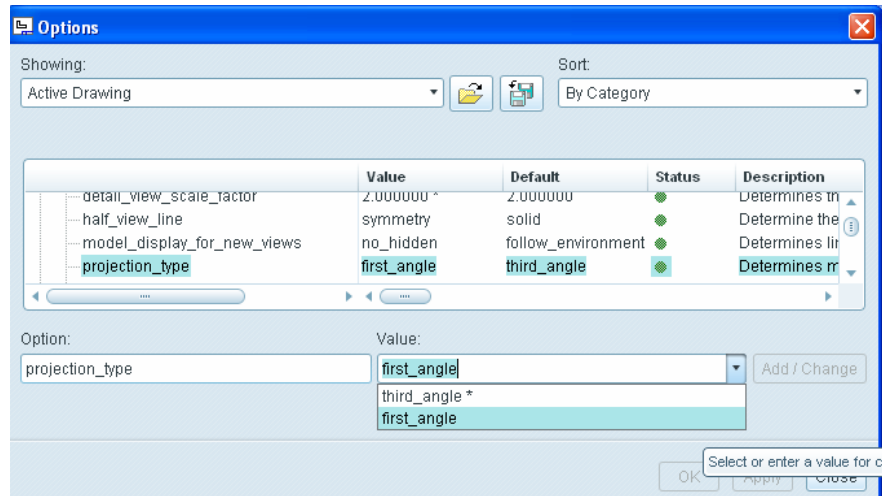 Options
Showing: Sort:
Active Drawing By Category
Value Default Status Description
detail_view_scale_factor 2.000000 * 2.000000 Determines th
half_view_line symmetry solid Determine the
model_display_for_new_views no_hidden follow_environment Determines lin
projection_type first_angle third_angle Determines m
Option: Value:
projection_type first_angle Add / Change
third_angle *
first_angle
Select or enter a value for c
OK Apply Close